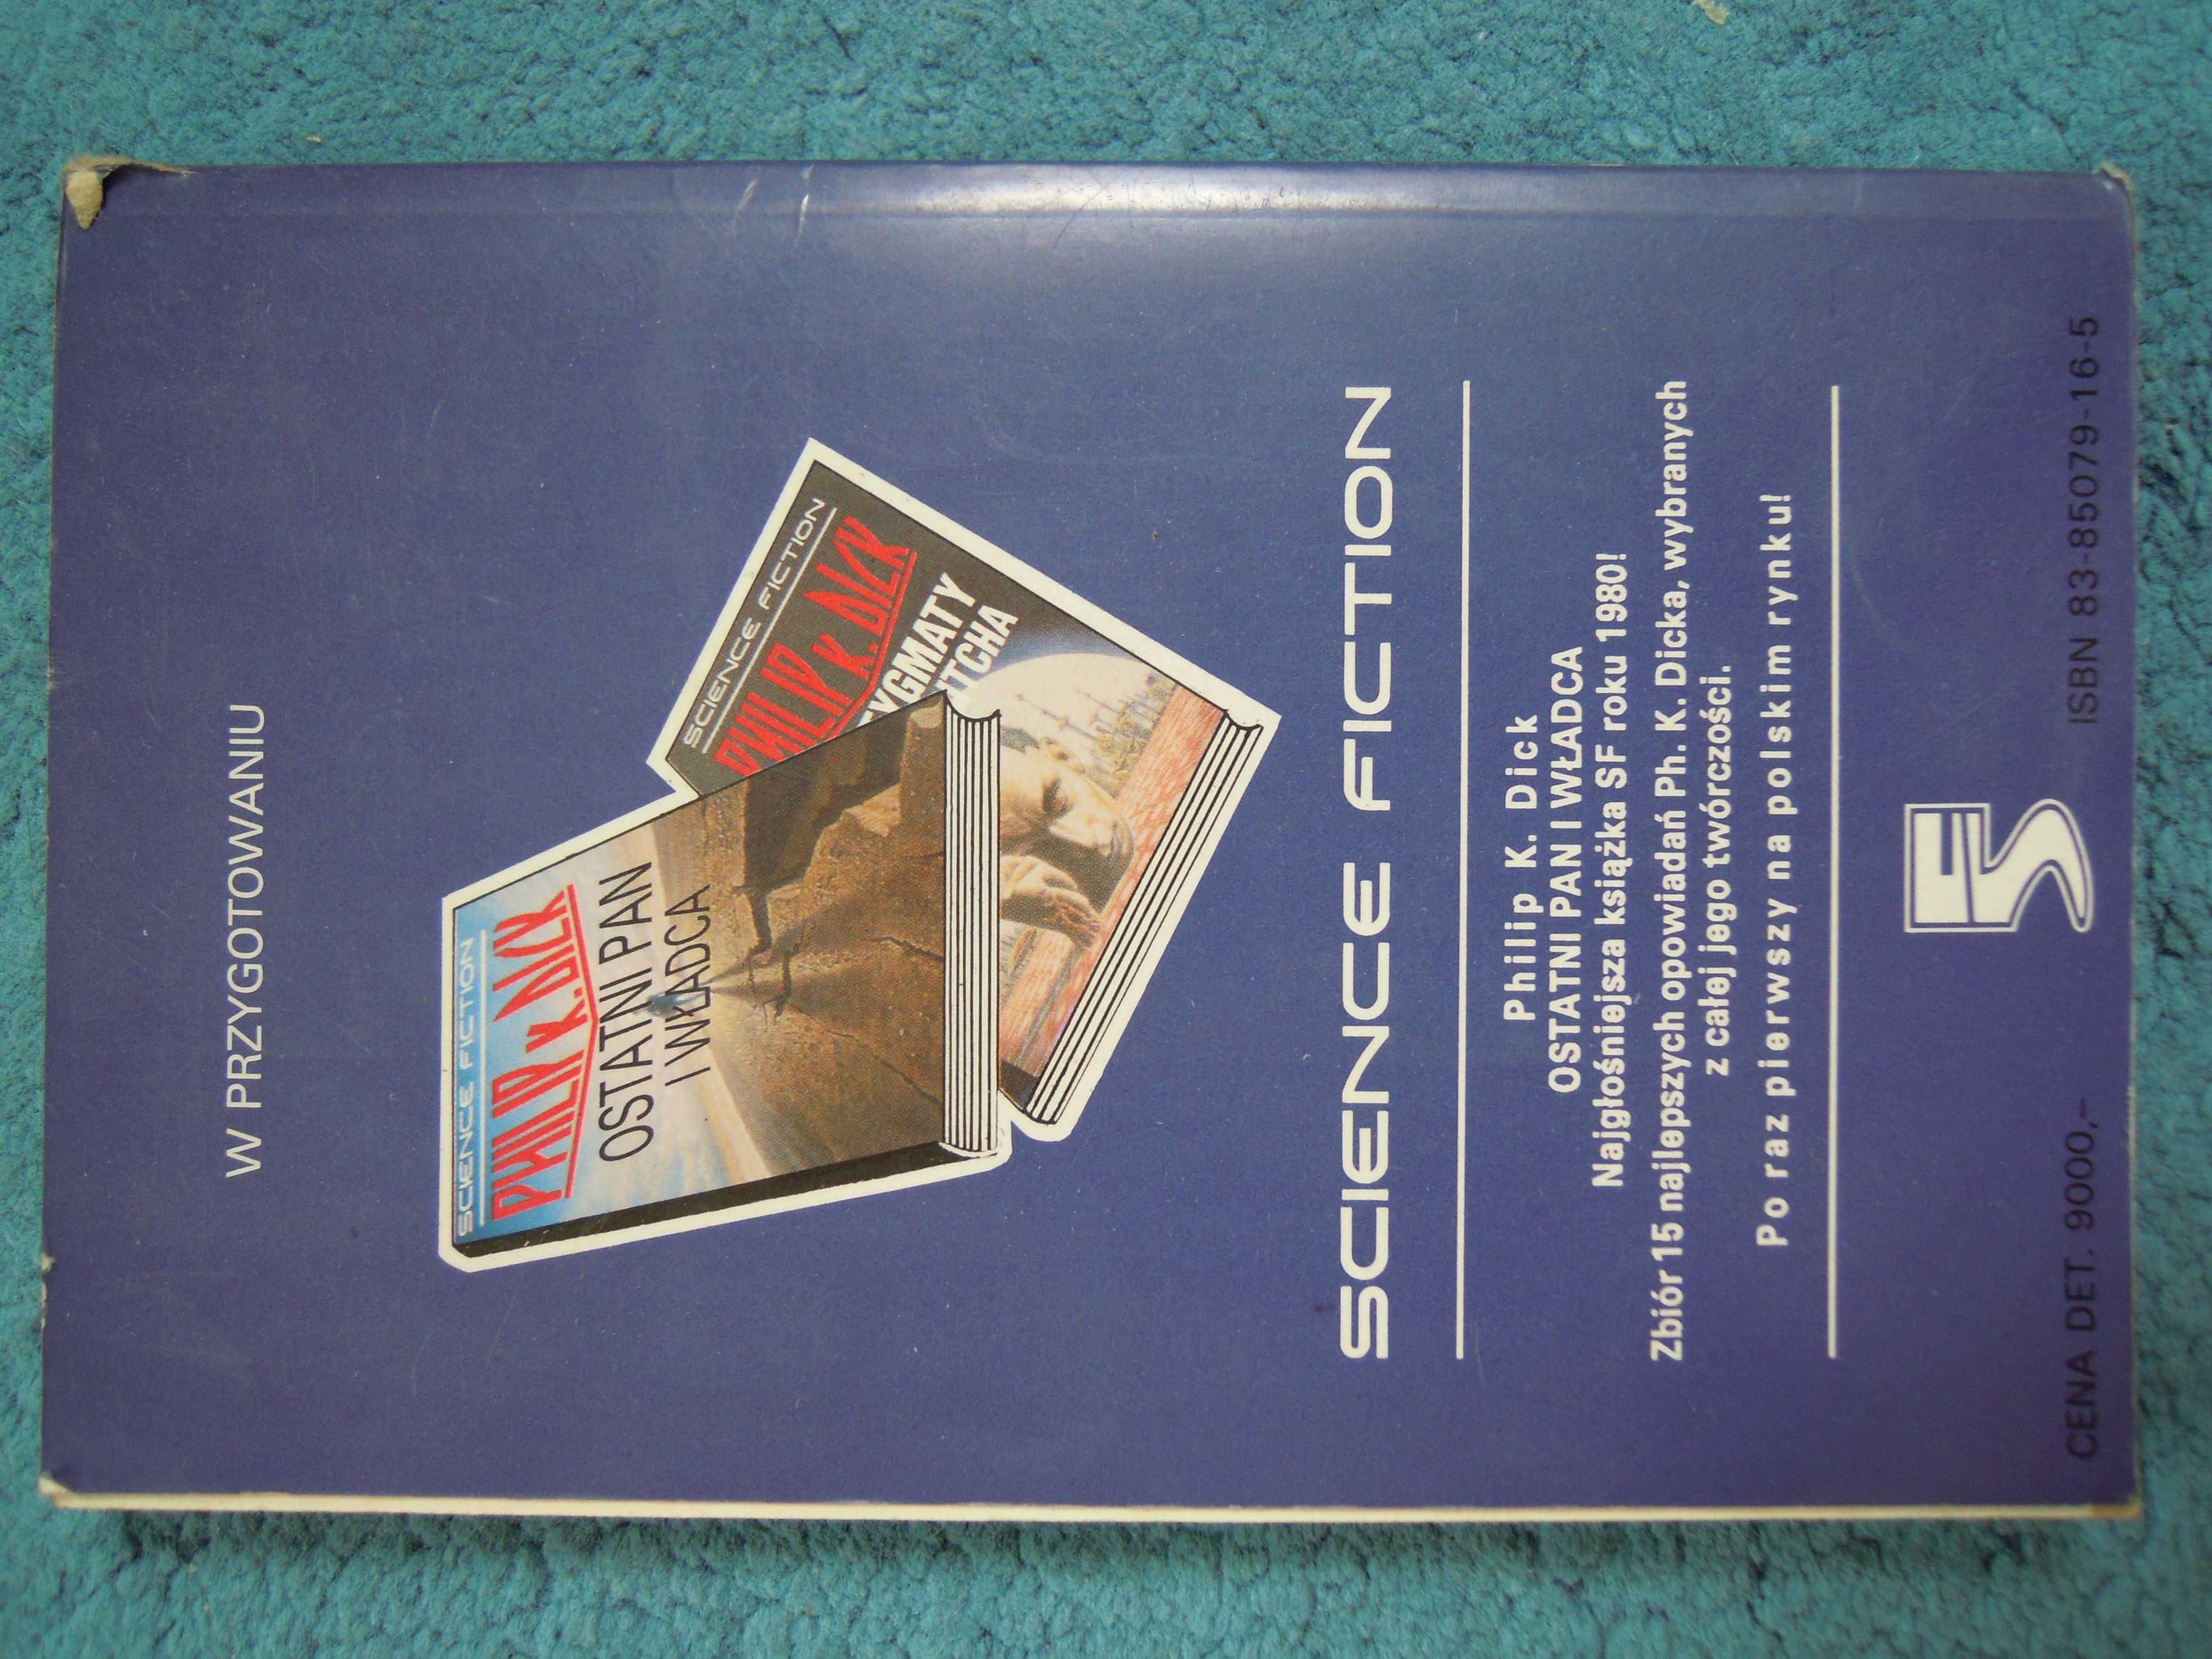 W PRZYGOTOWANIU
SCIENCE FICTION
PHILIP K. DICK
OSTATNI PAN
I WŁADCA
SCIENCE FICTION
PHILIP K. DICK
SCIENCE FICTION
Philip K. Dick
OSTATNI PAN I WŁADCA
Najgłośniejsza książka SF roku 1980!
Zbiór 15 najlepszych opowiadań Ph. K. Dicka, wybranych
z całej jego twórczości.
Po raz pierwszy na polskim rynku!
CENA DET. 9000,–
ISBN 83-85079-16-5